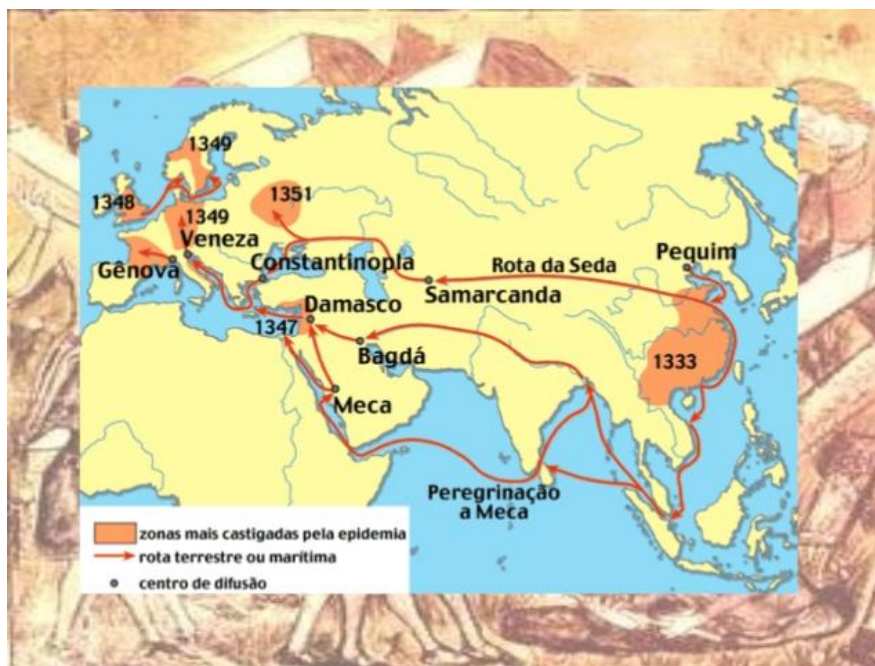 1349
1348
1351
1349
Veneza
Gênova
Constantinopla
Rota da Seda
Pequim
Samarcanda
Damasco
1347
Bagdá
1333
Meca
Peregrinação
a Meca
zonas mais castigadas pela epidemia
rota terrestre ou marítima
centro de difusão